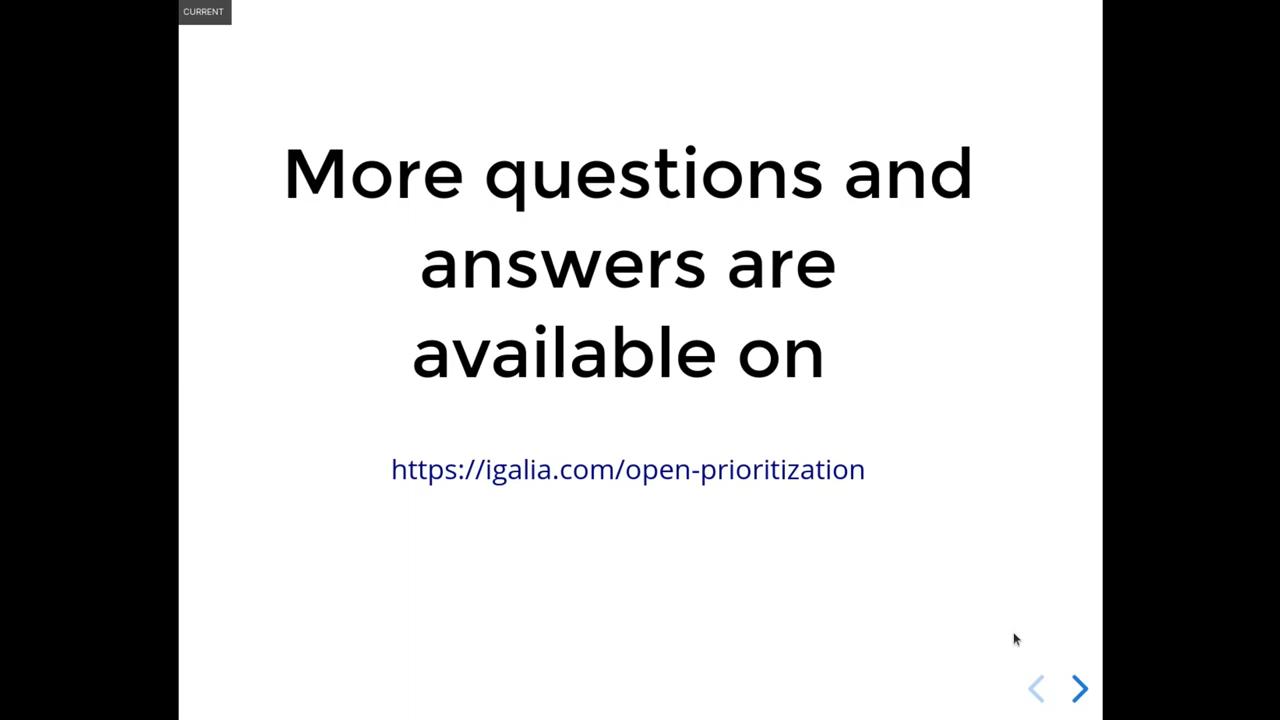 CURRENT
More questions and
answers are
available on
https://igalia.com/open-prioritization